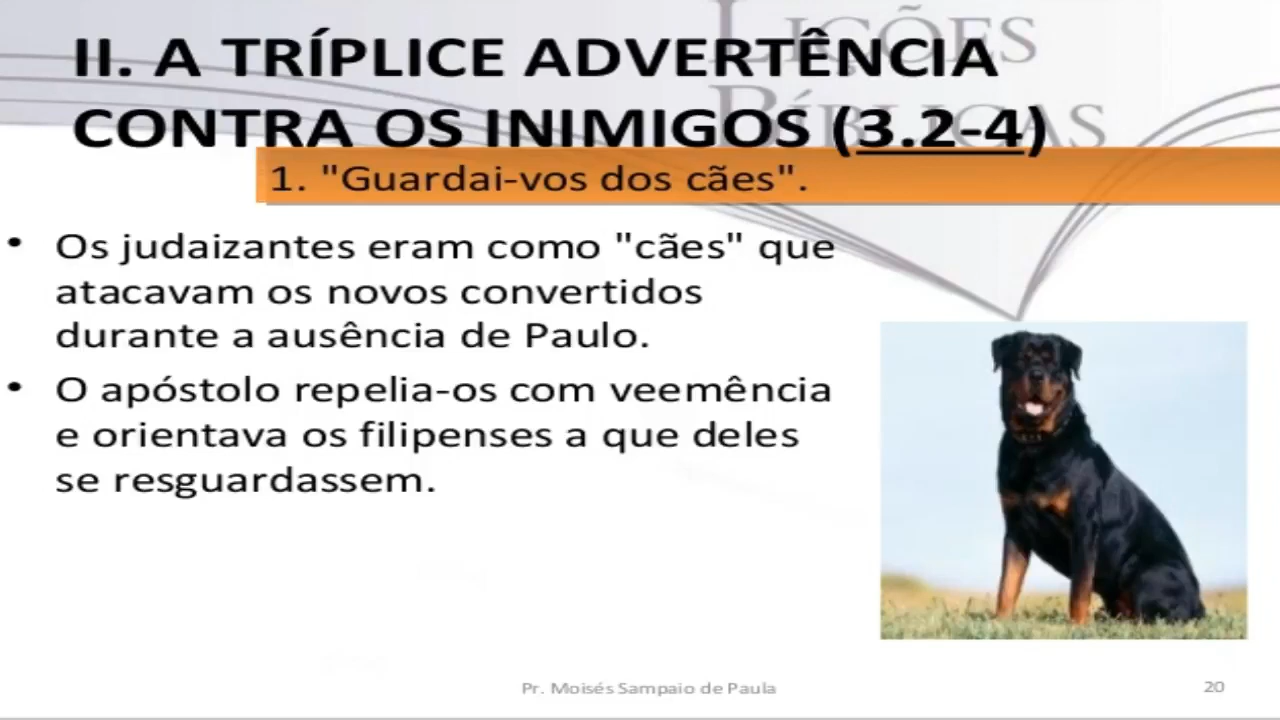 LIÇÕES
BÍBLICAS
II. A TRÍPLICE ADVERTÊNCIA
CONTRA OS INIMIGOS (3.2-4)
1. "Guardai-vos dos cães".
• Os judaizantes eram como "cães" que
atacavam os novos convertidos
durante a ausência de Paulo.
• O apóstolo repelia-os com veemência
e orientava os filipenses a que deles
se resguardassem.
Pr. Moisés Sampaio de Paula
20